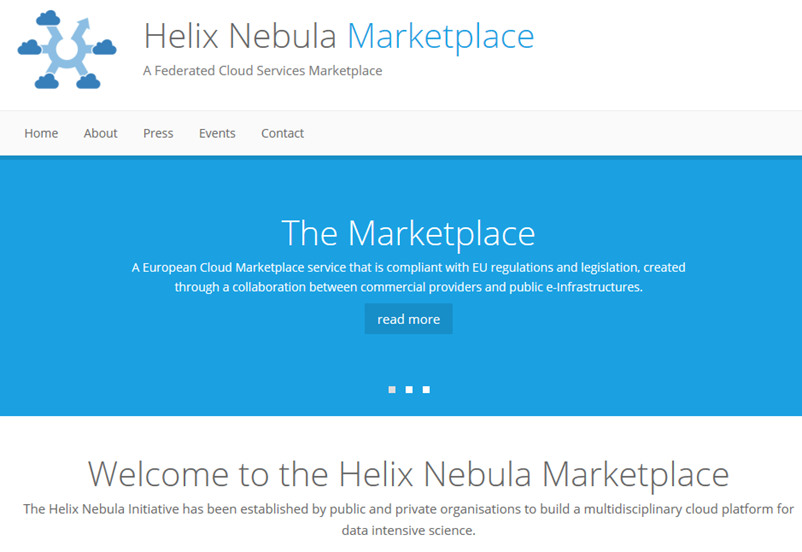 Helix Nebula Marketplace
A Federated Cloud Services Marketplace
Home About Press Events Contact
The Marketplace
A European Cloud Marketplace service that is compliant with EU regulations and legislation, created
through a collaboration between commercial providers and public e-Infrastructures.
read more
Welcome to the Helix Nebula Marketplace
The Helix Nebula Initiative has been established by public and private organisations to build a multidisciplinary cloud platform for
data intensive science.